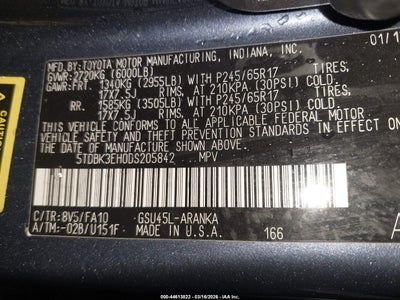 MFD. BY: TOYOTA MOTOR MANUFACTURING, INDIANA, INC. 01/1
GVWR: 2720KG (6000LB)
GAWR: FRT. 1340KG (2955LB) WITH P245/65R17 TIRES,
17X7.5J RIMS, AT 210KPA (30PSI) COLD.
RR. 1585KG (3505LB) WITH P245/65R17 TIRES,
17X7.5J RIMS, AT 210KPA (30PSI) COLD.
THIS VEHICLE CONFORMS TO ALL APPLICABLE FEDERAL MOTOR VEHICLE
SAFETY AND THEFT PREVENTION STANDARDS IN EFFECT ON
THE DATE OF MANUFACTURE SHOWN ABOVE.
5TDBK3EH0DS205842 MPV
C/TR: 8V5/FA10 GSU45L-ARANKA
A/TM:-02B/U151F MADE IN U.S.A. 166
CAUTION
000-44613822 - 03/16/2026 - IAA Inc.